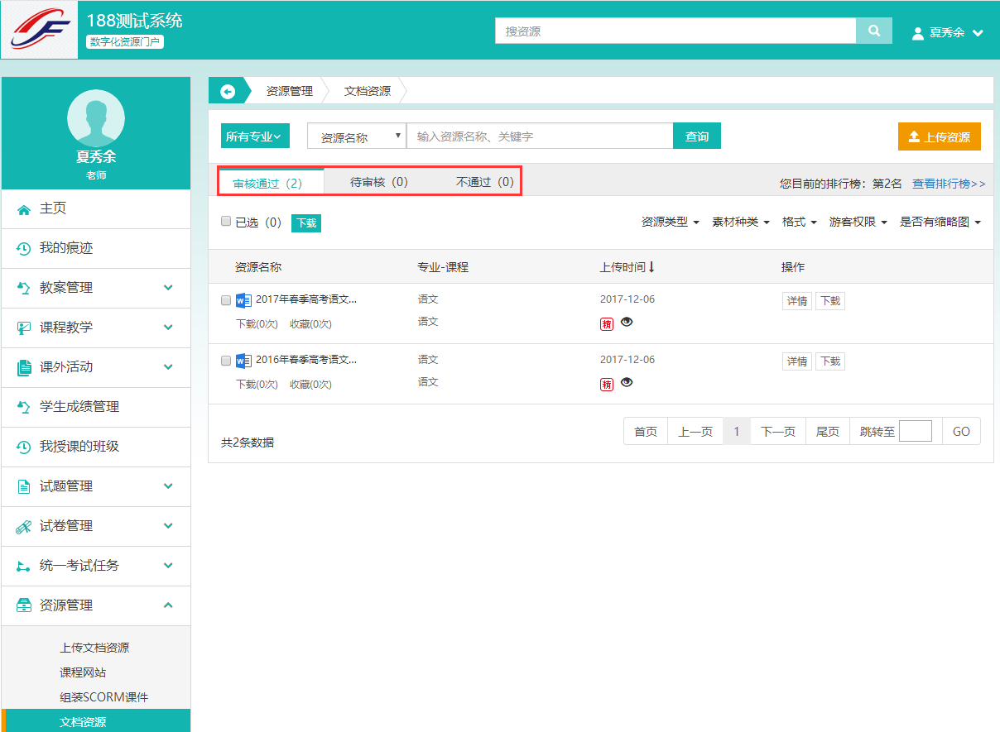 188测试系统
数字化资源门户
搜资源
夏秀余
夏秀余
老师
主页
我的痕迹
教案管理
课程教学
课外活动
学生成绩管理
我授课的班级
试题管理
试卷管理
统一考试任务
资源管理
上传文档资源
课程网站
组装SCORM课件
文档资源
资源管理 文档资源
所有专业 资源名称 输入资源名称、关键字 查询 上传资源
审核通过（2） 待审核（0） 不通过（0） 您目前的排行榜：第2名 查看排行榜>>
已选（0） 下载 资源类型 素材种类 格式 游客权限 是否有缩略图
资源名称 专业-课程 上传时间 操作
2017年春季高考语文... 语文 2017-12-06 详情 下载
下载(0次) 收藏(0次) 语文 精
2016年春季高考语文... 语文 2017-12-06 详情 下载
下载(0次) 收藏(0次) 语文 精
共2条数据 首页 上一页 1 下一页 尾页 跳转至 GO